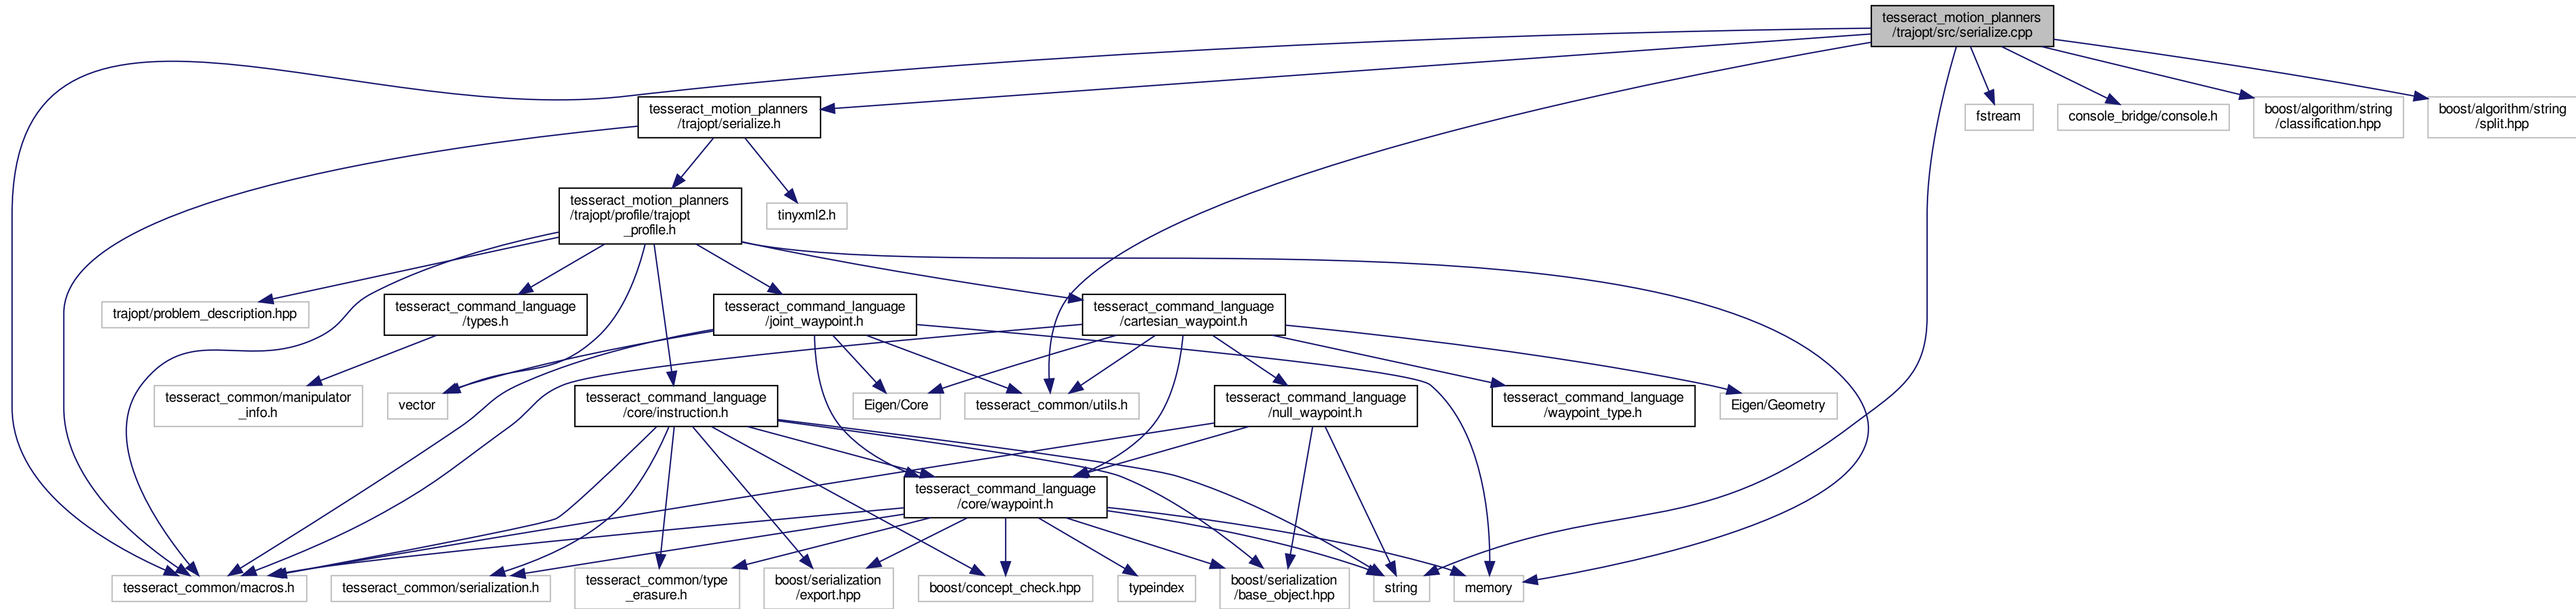 tesseract_motion_planners
/trajopt/src/serialize.cpp
tesseract_motion_planners
/trajopt/serialize.h
fstream
console_bridge/console.h
boost/algorithm/string
/classification.hpp
boost/algorithm/string
/split.hpp
tesseract_motion_planners
/trajopt/profile/trajopt
_profile.h
tinyxml2.h
trajopt/problem_description.hpp
tesseract_command_language
/types.h
tesseract_command_language
/joint_waypoint.h
tesseract_command_language
/cartesian_waypoint.h
tesseract_common/manipulator
_info.h
vector
tesseract_command_language
/core/instruction.h
Eigen/Core
tesseract_common/utils.h
tesseract_command_language
/null_waypoint.h
tesseract_command_language
/waypoint_type.h
Eigen/Geometry
tesseract_command_language
/core/waypoint.h
tesseract_common/macros.h
tesseract_common/serialization.h
tesseract_common/type
_erasure.h
boost/serialization
/export.hpp
boost/concept_check.hpp
typeindex
boost/serialization
/base_object.hpp
string
memory